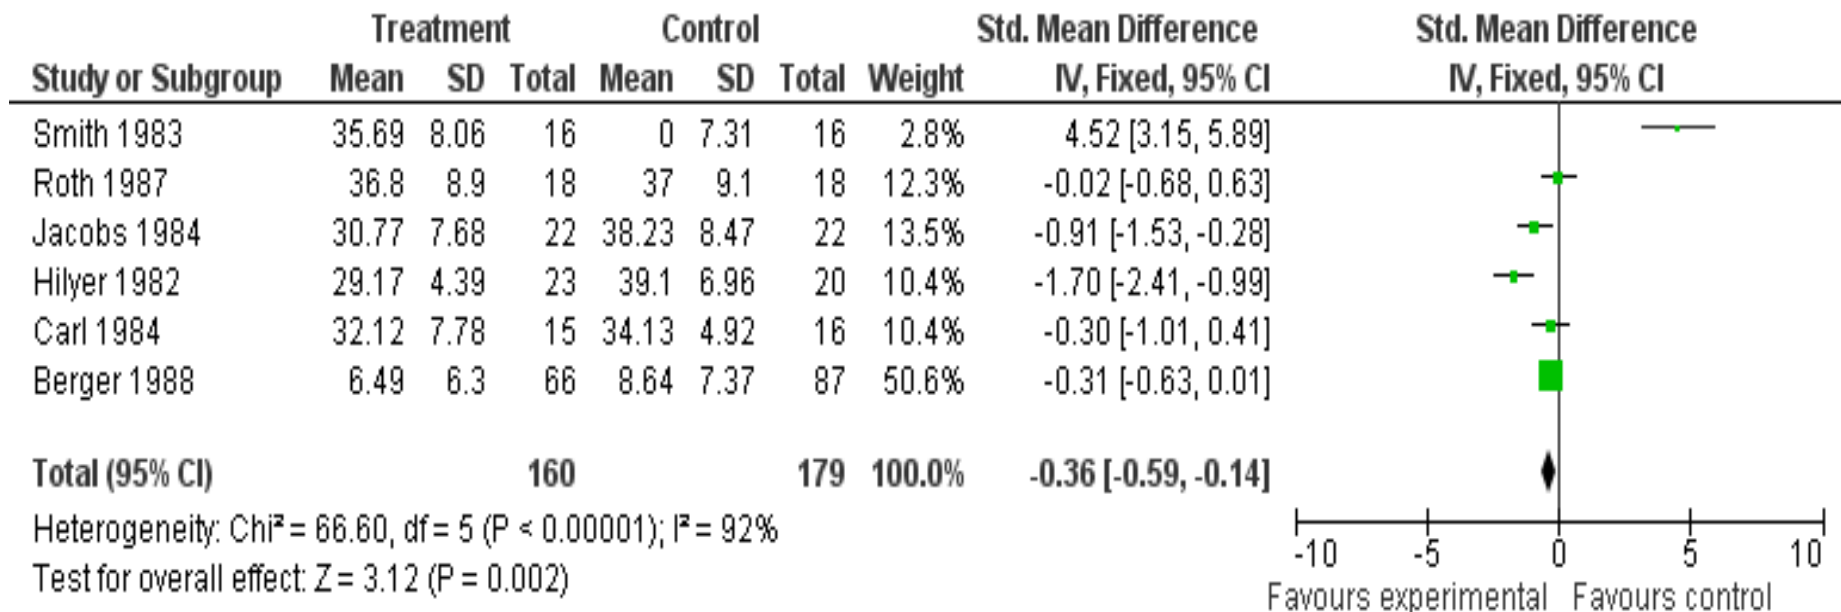 Treatment Control Std. Mean Difference Std. Mean Difference
Study or Subgroup Mean SD Total Mean SD Total Weight IV, Fixed, 95% CI IV, Fixed, 95% CI
Smith 1983 35.69 8.06 16 0 7.31 16 2.8% 4.52 [3.15, 5.89]
Roth 1987 36.8 8.9 18 37 9.1 18 12.3% -0.02 [-0.68, 0.63]
Jacobs 1984 30.77 7.68 22 38.23 8.47 22 13.5% -0.91 [-1.53, -0.28]
Hilyer 1982 29.17 4.39 23 39.1 6.96 20 10.4% -1.70 [-2.41, -0.99]
Carl 1984 32.12 7.78 15 34.13 4.92 16 10.4% -0.30 [-1.01, 0.41]
Berger 1988 6.49 6.3 66 8.64 7.37 87 50.6% -0.31 [-0.63, 0.01]
Total (95% CI) 160 179 100.0% -0.36 [-0.59, -0.14]
Heterogeneity: Chi² = 66.60, df = 5 (P < 0.00001); I² = 92%
Test for overall effect: Z = 3.12 (P = 0.002)
-10 -5 0 5 10
Favours experimental Favours control